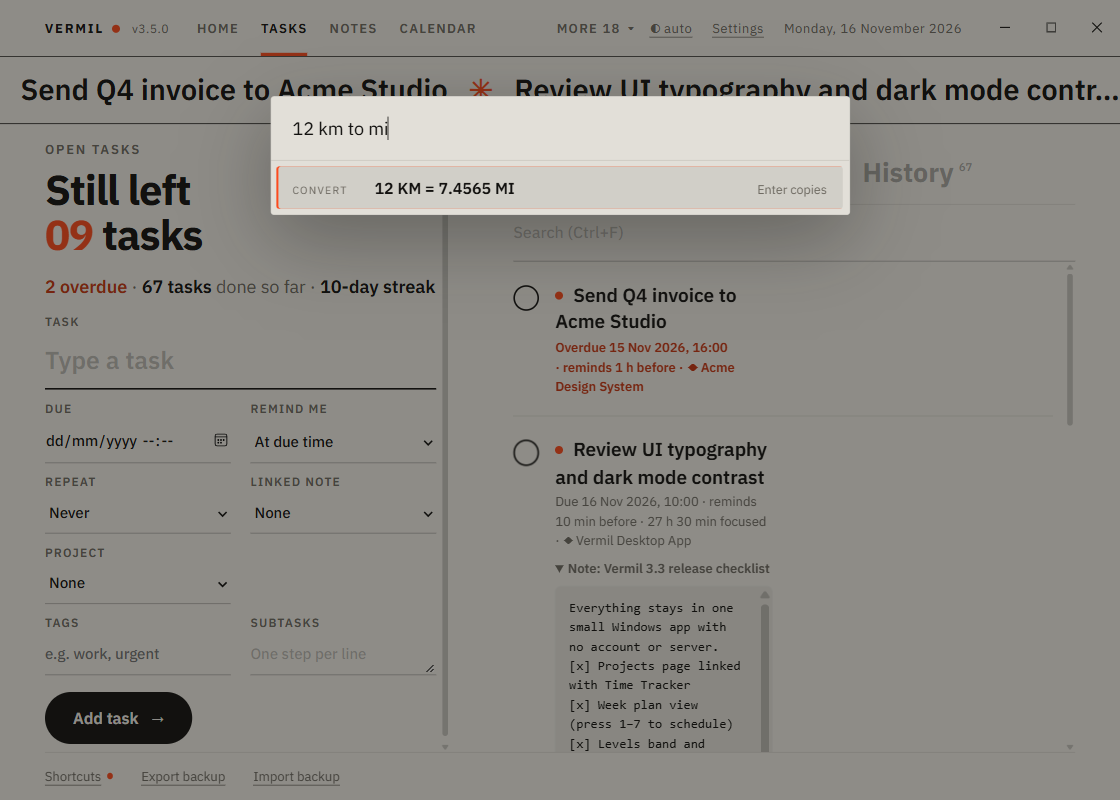 VERMIL v3.5.0 HOME TASKS NOTES CALENDAR MORE 18 auto Settings Monday, 16 November 2026
Send Q4 invoice to Acme Studio Review UI typography and dark mode contr...
12 km to mi
CONVERT 12 KM = 7.4565 MI Enter copies
OPEN TASKS
Still left
09 tasks
2 overdue · 67 tasks done so far · 10-day streak
TASK
Type a task
DUE REMIND ME
dd/mm/yyyy --:-- At due time
REPEAT LINKED NOTE
Never None
PROJECT
None
TAGS SUBTASKS
e.g. work, urgent One step per line
Add task →
History 67
Search (Ctrl+F)
Send Q4 invoice to
Acme Studio
Overdue 15 Nov 2026, 16:00
· reminds 1 h before · ◆ Acme
Design System
Review UI typography
and dark mode contrast
Due 16 Nov 2026, 10:00 · reminds
10 min before · 27 h 30 min focused
· ◆ Vermil Desktop App
▼ Note: Vermil 3.3 release checklist
Everything stays in one
small Windows app with
no account or server.
[x] Projects page linked
with Time Tracker
[x] Week plan view
(press 1–7 to schedule)
[x] Levels band and
Shortcuts Export backup Import backup